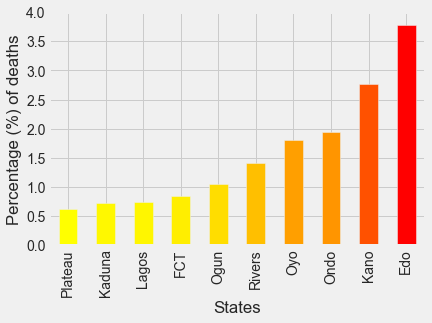 Percentage (%) of deaths
4.0
3.5
3.0
2.5
2.0
1.5
1.0
0.5
0.0
Plateau
Kaduna
Lagos
FCT
Ogun
Rivers
Oyo
Ondo
Kano
Edo
States